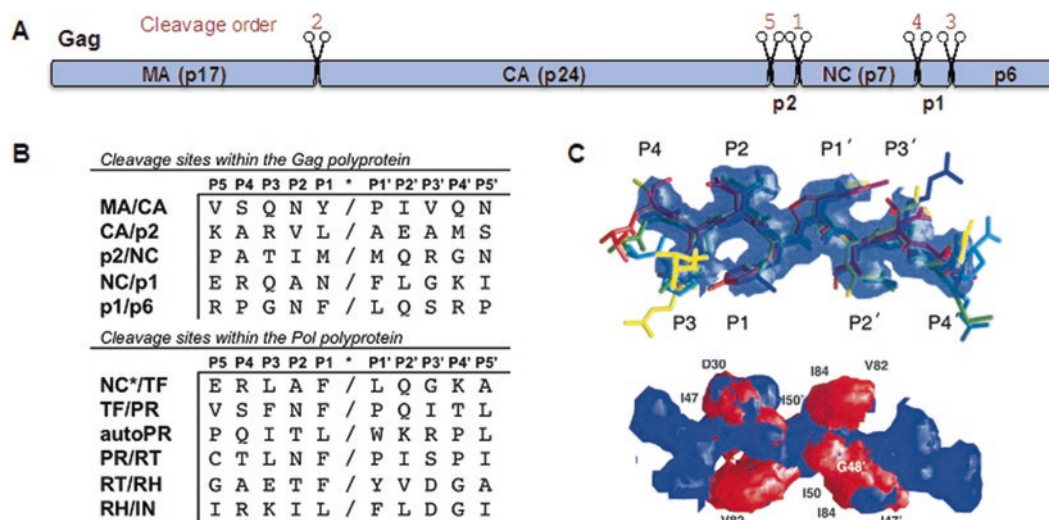 A
Cleavage order
Gag
2 5 1 4 3
MA (p17) CA (p24) NC (p7) p6
p2 p1
B
Cleavage sites within the Gag polyprotein
P5 P4 P3 P2 P1 * P1' P2' P3' P4' P5'
MA/CA V S Q N Y / P I V Q N
CA/p2 K A R V L / A E A M S
p2/NC P A T I M / M Q R G N
NC/p1 E R Q A N / F L G K I
p1/p6 R P G N F / L Q S R P
Cleavage sites within the Pol polyprotein
P5 P4 P3 P2 P1 * P1' P2' P3' P4' P5'
NC*/TF E R L A F / L Q G K A
TF/PR V S F N F / P Q I T L
autoPR P Q I T L / W K R P L
PR/RT C T L N F / P I S P I
RT/RH G A E T F / Y V D G A
RH/IN I R K I L / F L D G I
C
P4 P2 P1' P3'
P3 P1 P2' P4'
D30 I84 V82
I47 I50'
G48'
I50
V82 I84 I47'